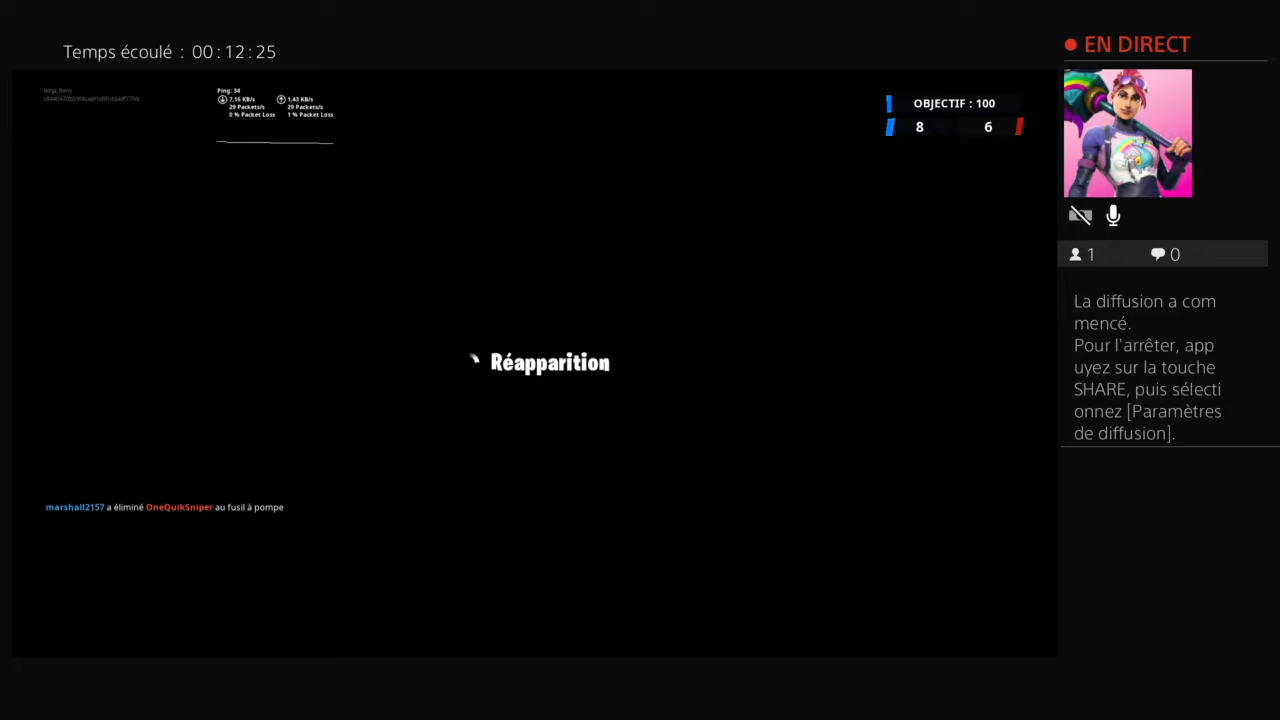 Temps écoulé : 00:12:25
EN DIRECT
Ninja_Reny
Ping: 34
7,16 KB/s 1,43 KB/s
29 Packets/s 29 Packets/s
0 % Packet Loss 1 % Packet Loss
OBJECTIF : 100
8 6
1 0
La diffusion a com
mencé.
Pour l'arrêter, app
uyez sur la touche
SHARE, puis sélecti
onnez [Paramètres
de diffusion].
Réapparition
marshall2157 a éliminé OneQuikSniper au fusil à pompe